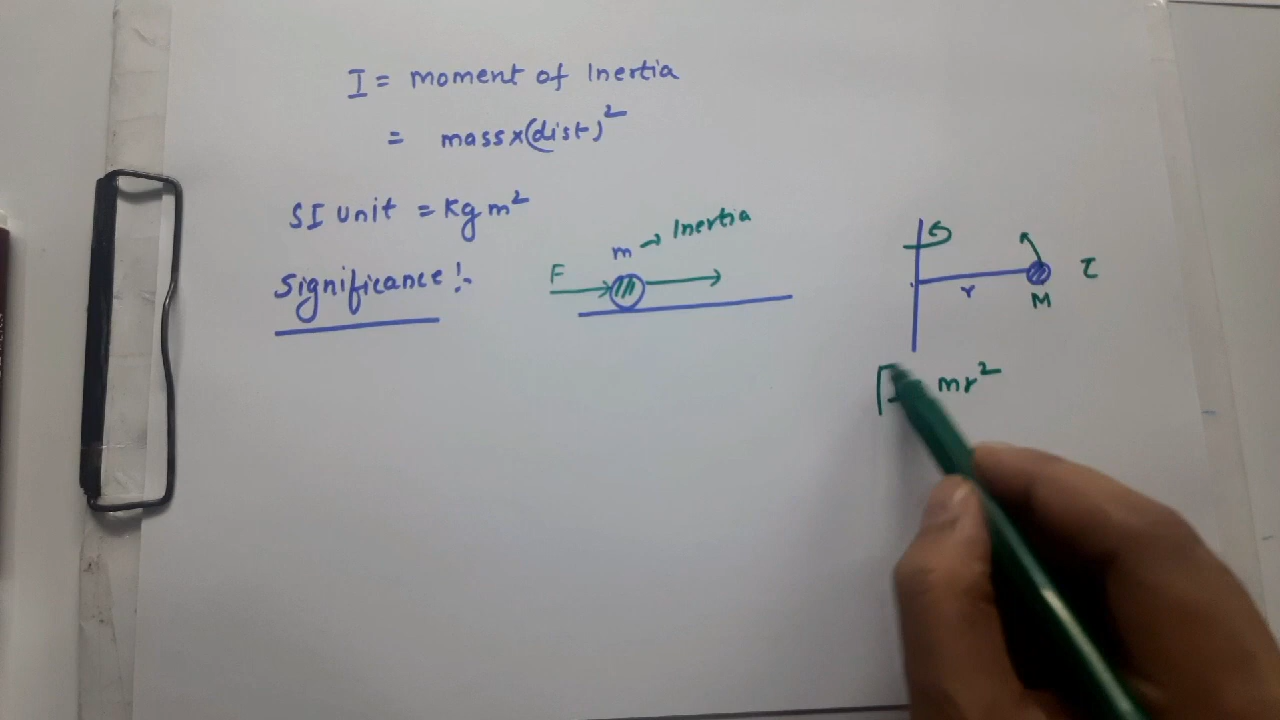 I = moment of Inertia
= mass x (dist)²
SI unit = Kg m²
Significance!-
F
m → Inertia
r
M
τ
mr²